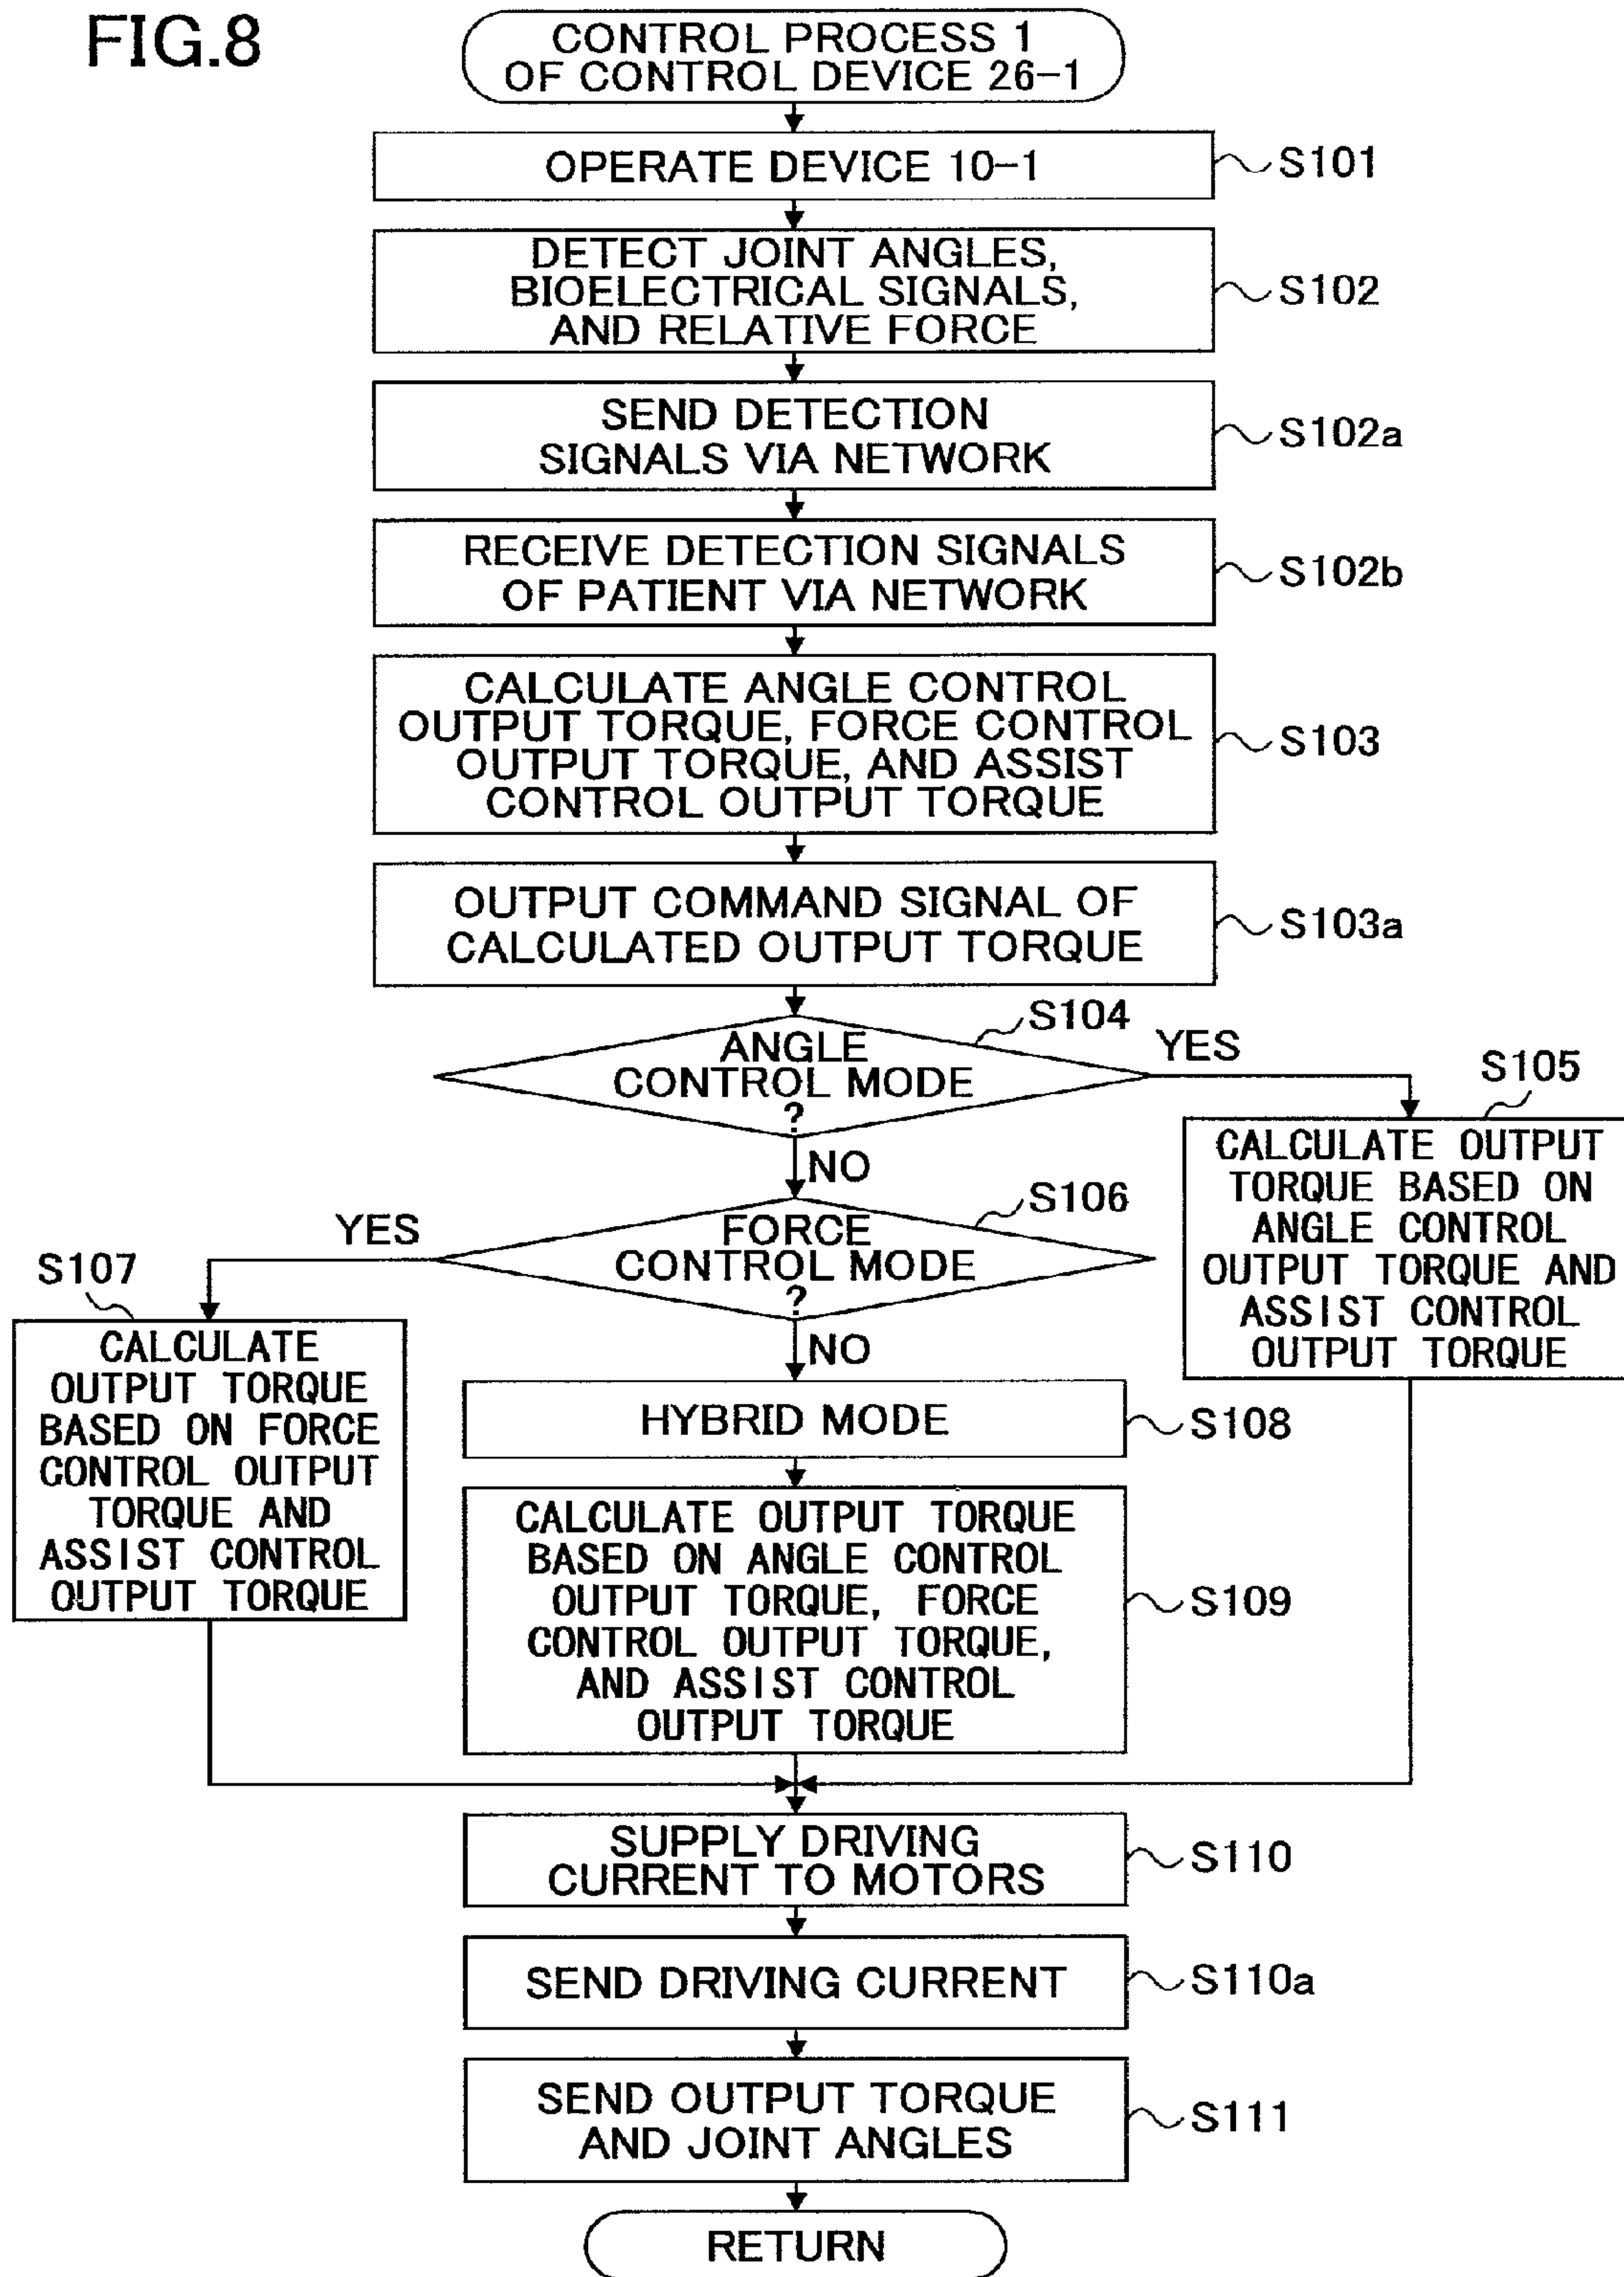 FIG.8
CONTROL PROCESS 1
OF CONTROL DEVICE 26-1
OPERATE DEVICE 10-1
S101
DETECT JOINT ANGLES,
BIOELECTRICAL SIGNALS,
AND RELATIVE FORCE
S102
SEND DETECTION
SIGNALS VIA NETWORK
S102a
RECEIVE DETECTION SIGNALS
OF PATIENT VIA NETWORK
S102b
CALCULATE ANGLE CONTROL
OUTPUT TORQUE, FORCE CONTROL
OUTPUT TORQUE, AND ASSIST
CONTROL OUTPUT TORQUE
S103
OUTPUT COMMAND SIGNAL OF
CALCULATED OUTPUT TORQUE
S103a
ANGLE
CONTROL MODE
?
S104
YES
NO
S105
CALCULATE OUTPUT
TORQUE BASED ON
ANGLE CONTROL
OUTPUT TORQUE AND
ASSIST CONTROL
OUTPUT TORQUE
FORCE
CONTROL MODE
?
S106
YES
NO
S107
CALCULATE
OUTPUT TORQUE
BASED ON FORCE
CONTROL OUTPUT
TORQUE AND
ASSIST CONTROL
OUTPUT TORQUE
HYBRID MODE
S108
CALCULATE OUTPUT TORQUE
BASED ON ANGLE CONTROL
OUTPUT TORQUE, FORCE
CONTROL OUTPUT TORQUE,
AND ASSIST CONTROL
OUTPUT TORQUE
S109
SUPPLY DRIVING
CURRENT TO MOTORS
S110
SEND DRIVING CURRENT
S110a
SEND OUTPUT TORQUE
AND JOINT ANGLES
S111
RETURN